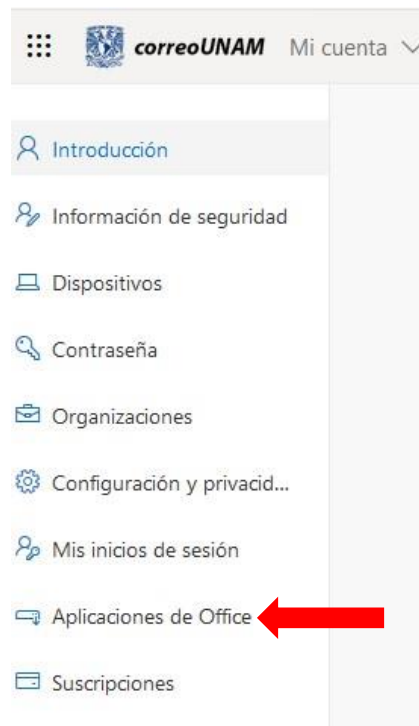 correoUNAM Mi cuenta
Introducción
Información de seguridad
Dispositivos
Contraseña
Organizaciones
Configuración y privacid...
Mis inicios de sesión
Aplicaciones de Office
Suscripciones